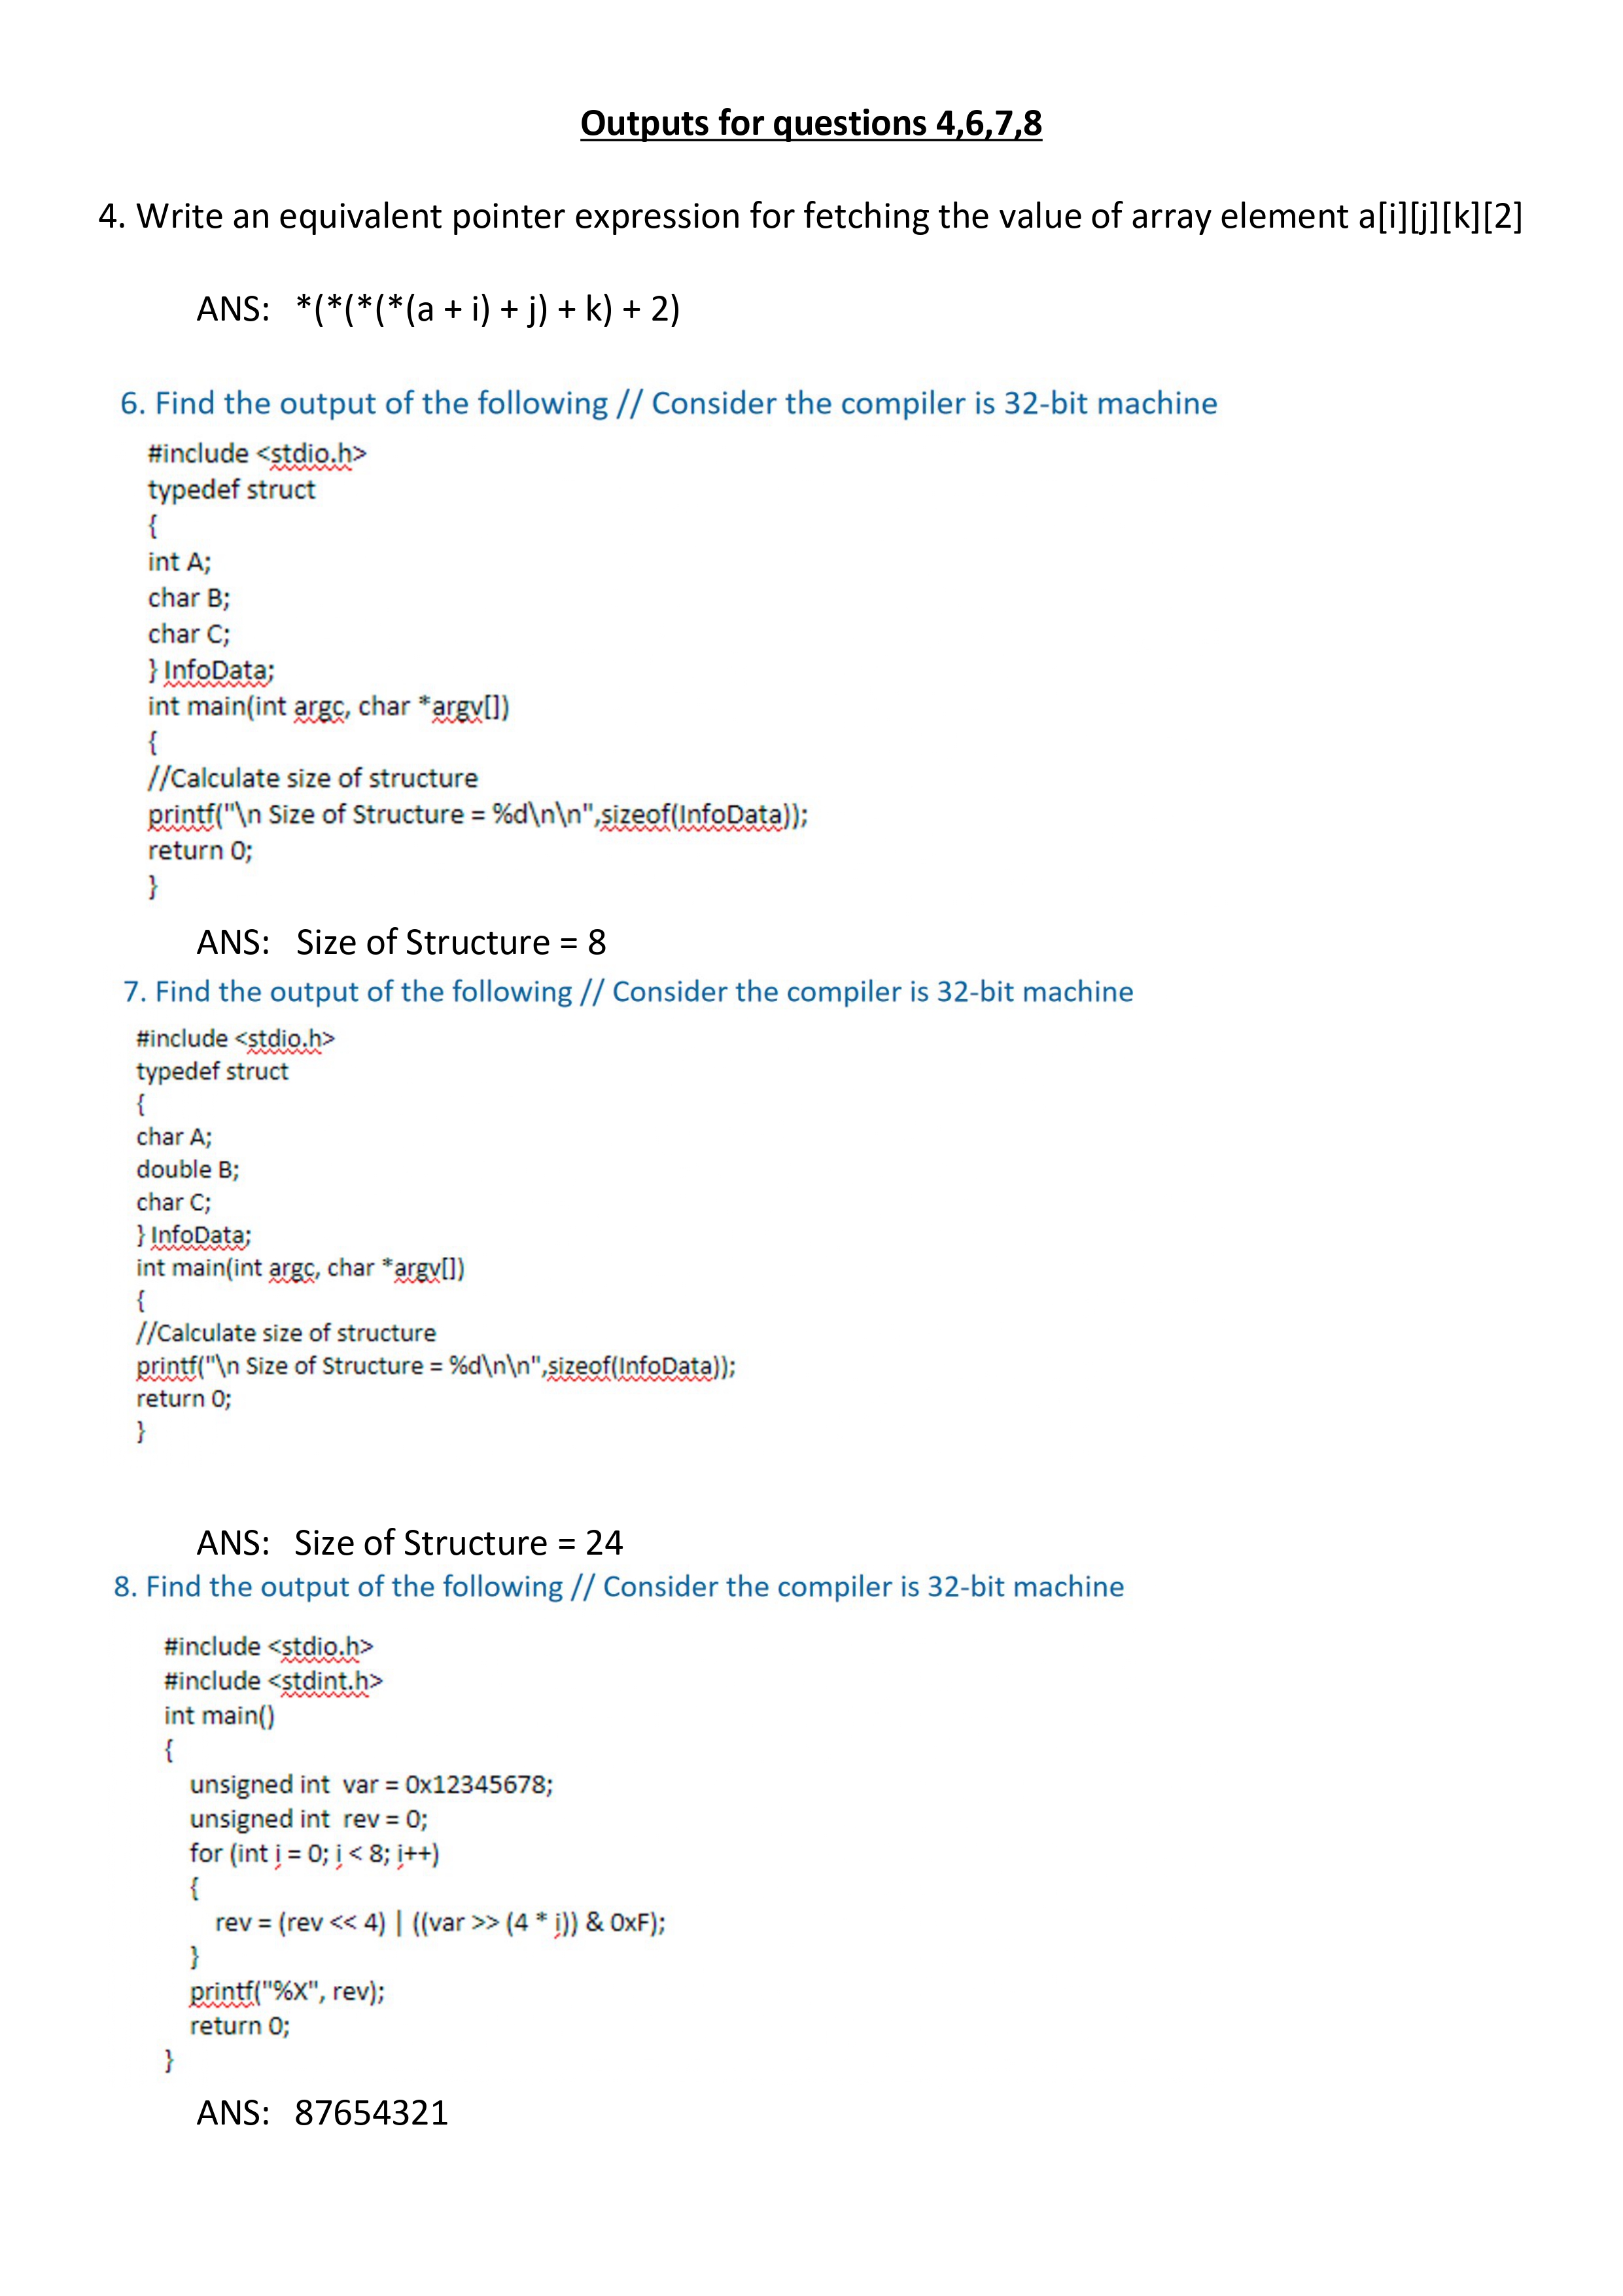 Outputs for questions 4,6,7,8
4. Write an equivalent pointer expression for fetching the value of array element a[i][j][k][2]
ANS: *(*(*(*(a + i) + j) + k) + 2)
6. Find the output of the following // Consider the compiler is 32-bit machine
#include <stdio.h>
typedef struct
{
int A;
char B;
char C;
} InfoData;
int main(int argc, char *argv[])
{
//Calculate size of structure
printf("\n Size of Structure = %d\n\n",sizeof(InfoData));
return 0;
}
ANS: Size of Structure = 8
7. Find the output of the following // Consider the compiler is 32-bit machine
#include <stdio.h>
typedef struct
{
char A;
double B;
char C;
} InfoData;
int main(int argc, char *argv[])
{
//Calculate size of structure
printf("\n Size of Structure = %d\n\n",sizeof(InfoData));
return 0;
}
ANS: Size of Structure = 24
8. Find the output of the following // Consider the compiler is 32-bit machine
#include <stdio.h>
#include <stdint.h>
int main()
{
unsigned int var = 0x12345678;
unsigned int rev = 0;
for (int i = 0; i < 8; i++)
{
rev = (rev << 4) | ((var >> (4 * i)) & 0xF);
}
printf("%X", rev);
return 0;
}
ANS: 87654321